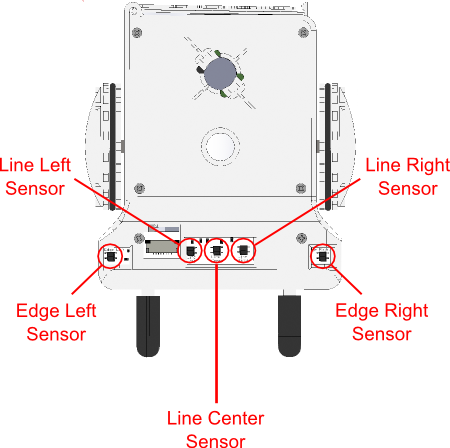 Line Left
Sensor
Line Right
Sensor
Edge Left
Sensor
Edge Right
Sensor
Line Center
Sensor